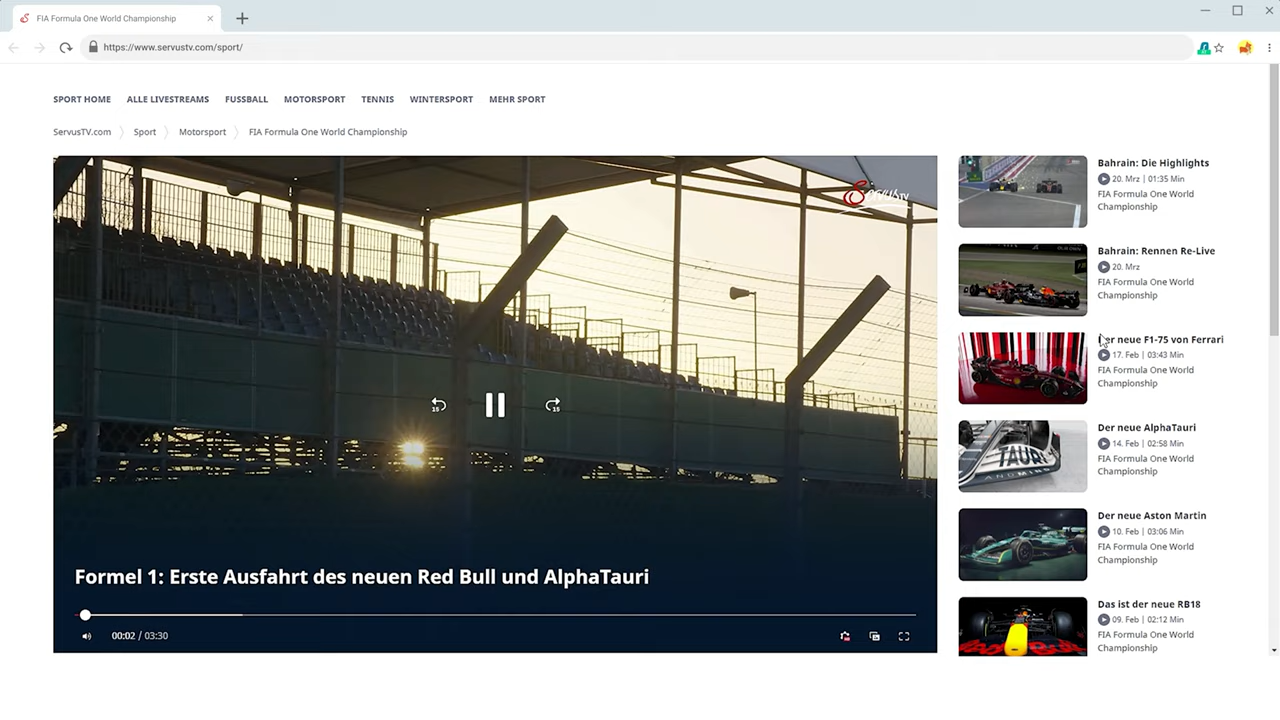 FIA Formula One World Championship
https://www.servustv.com/sport/
SPORT HOME ALLE LIVESTREAMS FUSSBALL MOTORSPORT TENNIS WINTERSPORT MEHR SPORT
ServusTV.com Sport Motorsport FIA Formula One World Championship
Servus TV
15 15
Formel 1: Erste Ausfahrt des neuen Red Bull und AlphaTauri
00:02 / 03:30
Bahrain: Die Highlights
20. Mrz | 01:35 Min
FIA Formula One World
Championship
Bahrain: Rennen Re-Live
20. Mrz
FIA Formula One World
Championship
Der neue F1-75 von Ferrari
17. Feb | 03:43 Min
FIA Formula One World
Championship
TAURI
Der neue AlphaTauri
14. Feb | 02:58 Min
FIA Formula One World
Championship
Der neue Aston Martin
10. Feb | 03:06 Min
FIA Formula One World
Championship
Das ist der neue RB18
09. Feb | 02:12 Min
FIA Formula One World
Championship